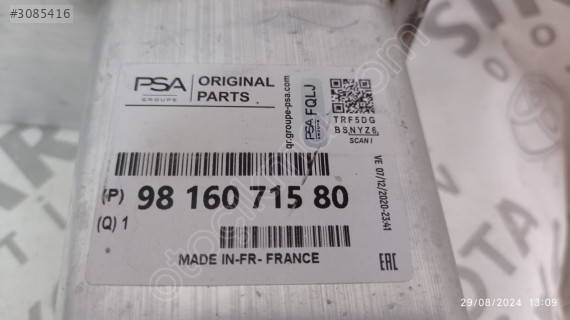 #3085416
PSA
GROUPE
ORIGINAL
PARTS
qr.groupe-psa.com
PSA
GROUPE
FQLJ
TRF5DG
BSNYZ6
SCAN !
(P) 98 160 715 80
(Q) 1
VE 07/12/2020-23:41
MADE IN-FR- FRANCE
EAC
29/08/2024 13:09